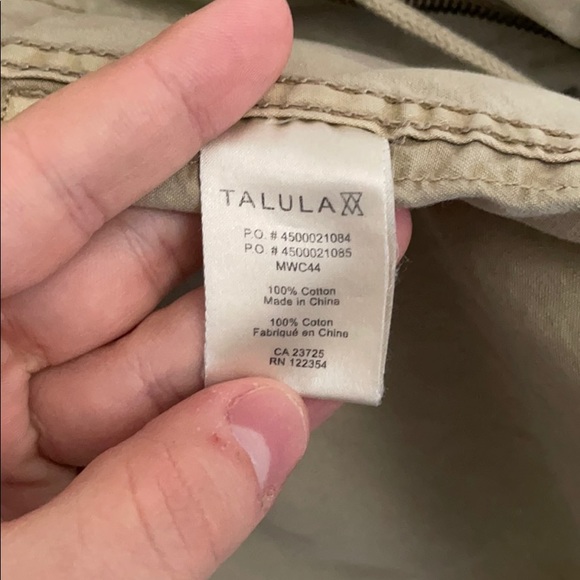 TALULA
P.O. # 4500021084
P.O. # 4500021085
MWC44
100% Cotton
Made in China
100% Coton
Fabriqué en Chine
CA 23725
RN 122354